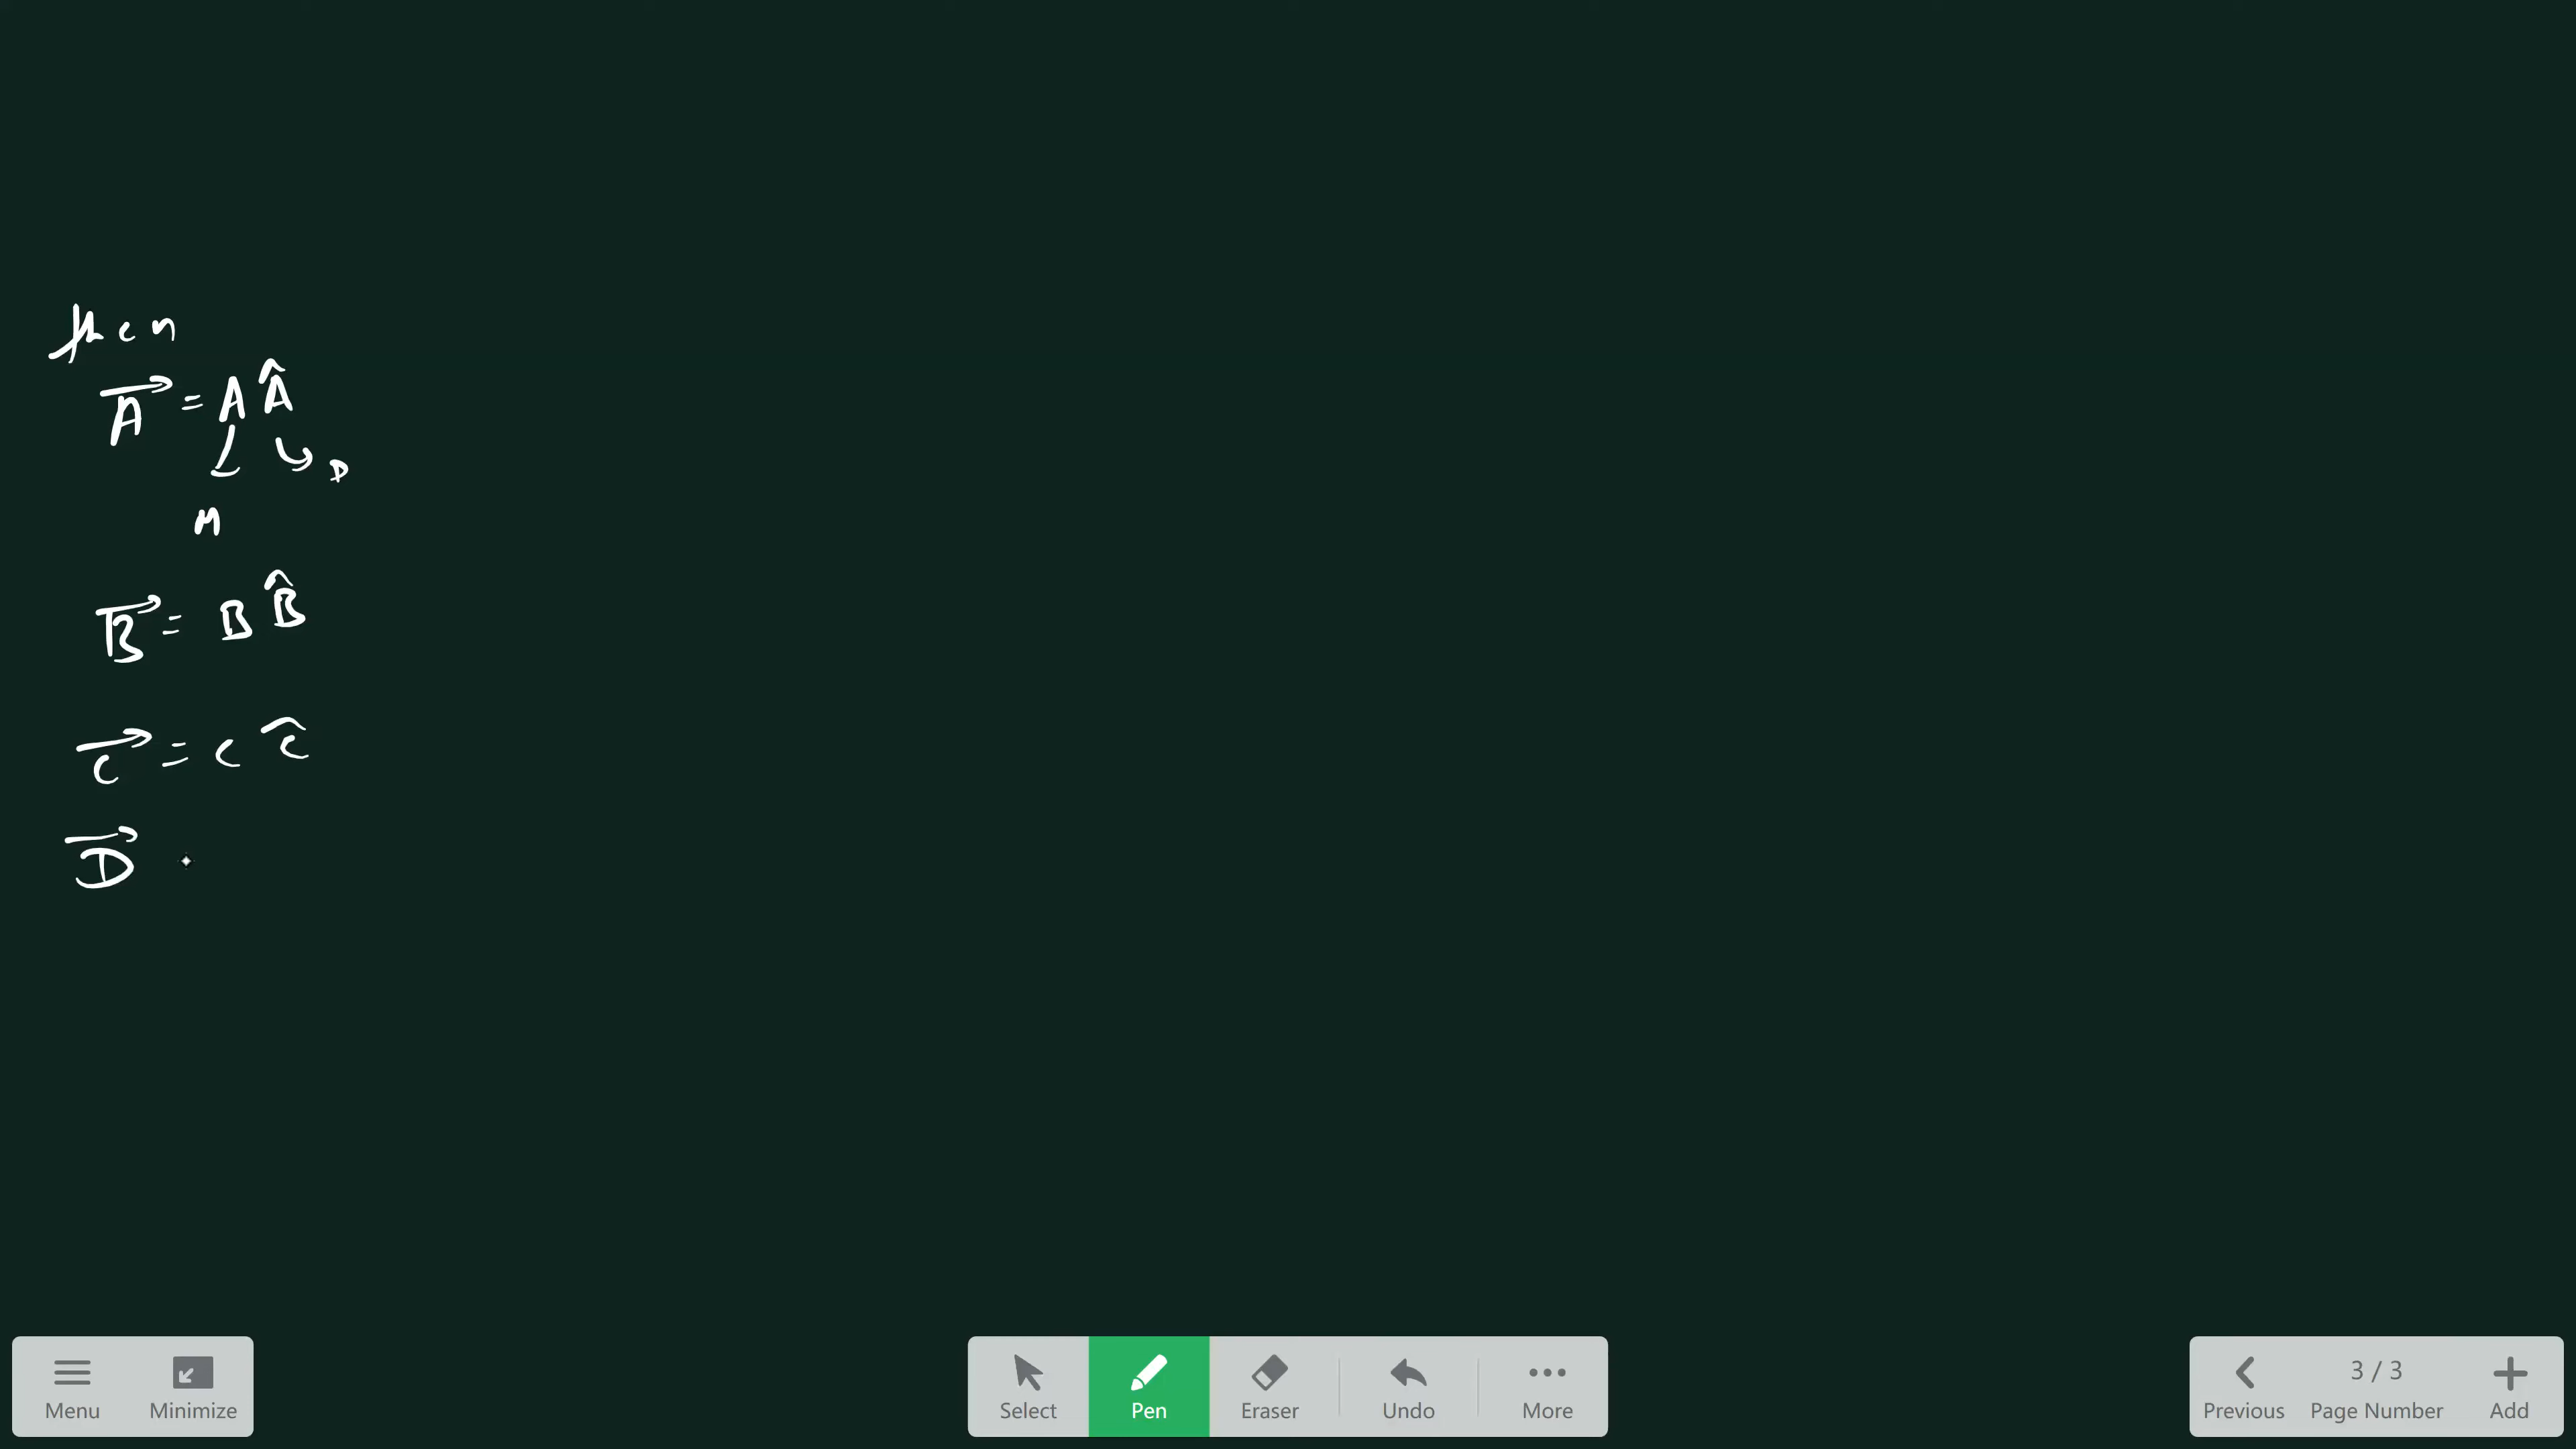 then
A⃗ = A Â
D
M
B⃗ = B B̂
C⃗ = C Ĉ
D⃗
Menu Minimize Select Pen Eraser Undo More Previous 3 / 3 Page Number Add